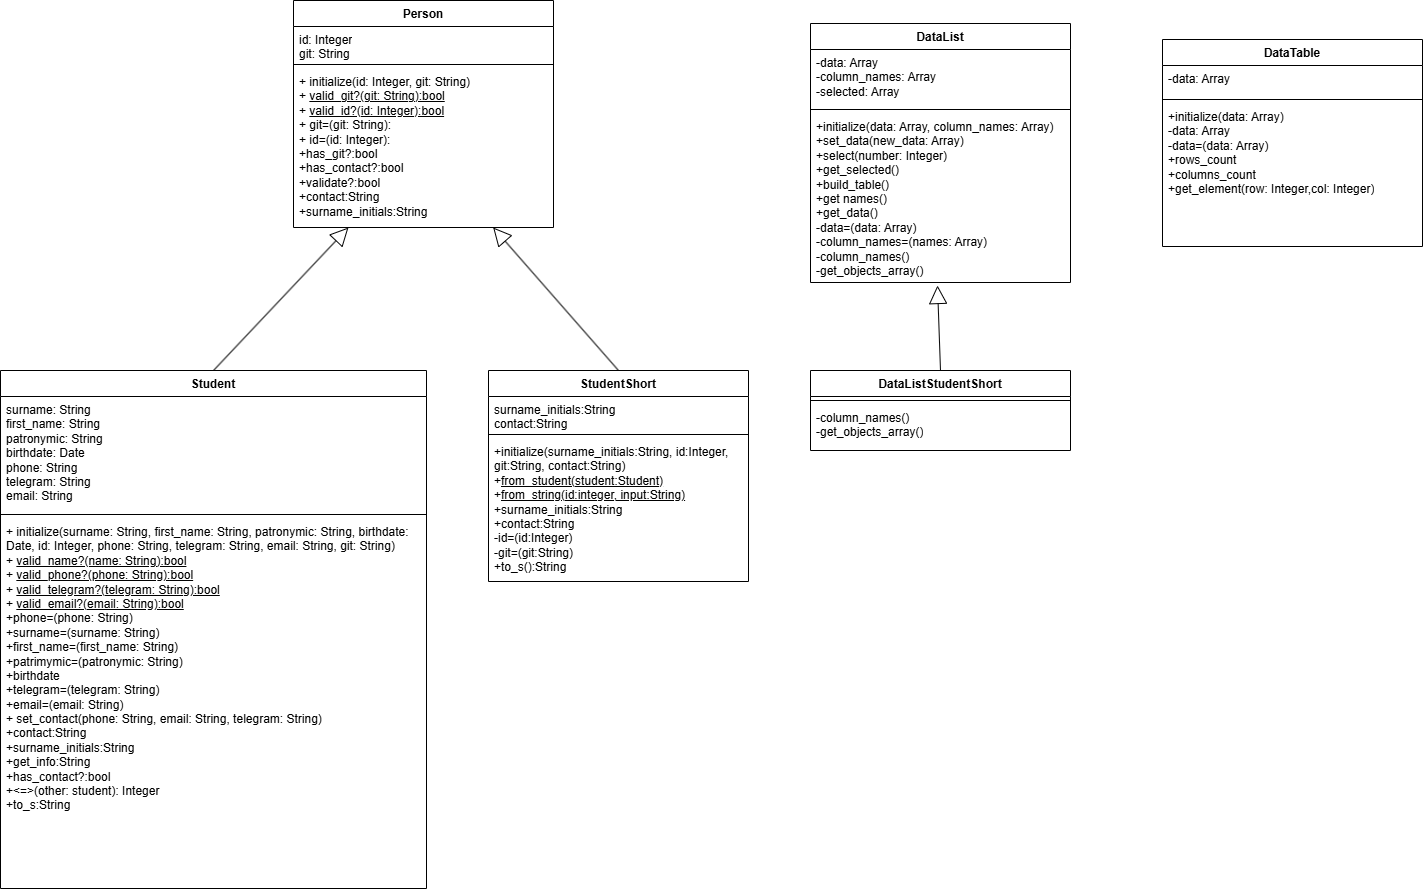 Person
id: Integer
git: String
+ initialize(id: Integer, git: String)
+ valid_git?(git: String):bool
+ valid_id?(id: Integer):bool
+ git=(git: String):
+ id=(id: Integer):
+has_git?:bool
+has_contact?:bool
+validate?:bool
+contact:String
+surname_initials:String
DataList
-data: Array
-column_names: Array
-selected: Array
+initialize(data: Array, column_names: Array)
+set_data(new_data: Array)
+select(number: Integer)
+get_selected()
+build_table()
+get names()
+get_data()
-data=(data: Array)
-column_names=(names: Array)
-column_names()
-get_objects_array()
DataTable
-data: Array
+initialize(data: Array)
-data: Array
-data=(data: Array)
+rows_count
+columns_count
+get_element(row: Integer,col: Integer)
Student
surname: String
first_name: String
patronymic: String
birthdate: Date
phone: String
telegram: String
email: String
+ initialize(surname: String, first_name: String, patronymic: String, birthdate:
Date, id: Integer, phone: String, telegram: String, email: String, git: String)
+ valid_name?(name: String):bool
+ valid_phone?(phone: String):bool
+ valid_telegram?(telegram: String):bool
+ valid_email?(email: String):bool
+phone=(phone: String)
+surname=(surname: String)
+first_name=(first_name: String)
+patrimymic=(patronymic: String)
+birthdate
+telegram=(telegram: String)
+email=(email: String)
+ set_contact(phone: String, email: String, telegram: String)
+contact:String
+surname_initials:String
+get_info:String
+has_contact?:bool
+<=>(other: student): Integer
+to_s:String
StudentShort
surname_initials:String
contact:String
+initialize(surname_initials:String, id:Integer,
git:String, contact:String)
+from_student(student:Student)
+from_string(id:integer, input:String)
+surname_initials:String
+contact:String
-id=(id:Integer)
-git=(git:String)
+to_s():String
DataListStudentShort
-column_names()
-get_objects_array()